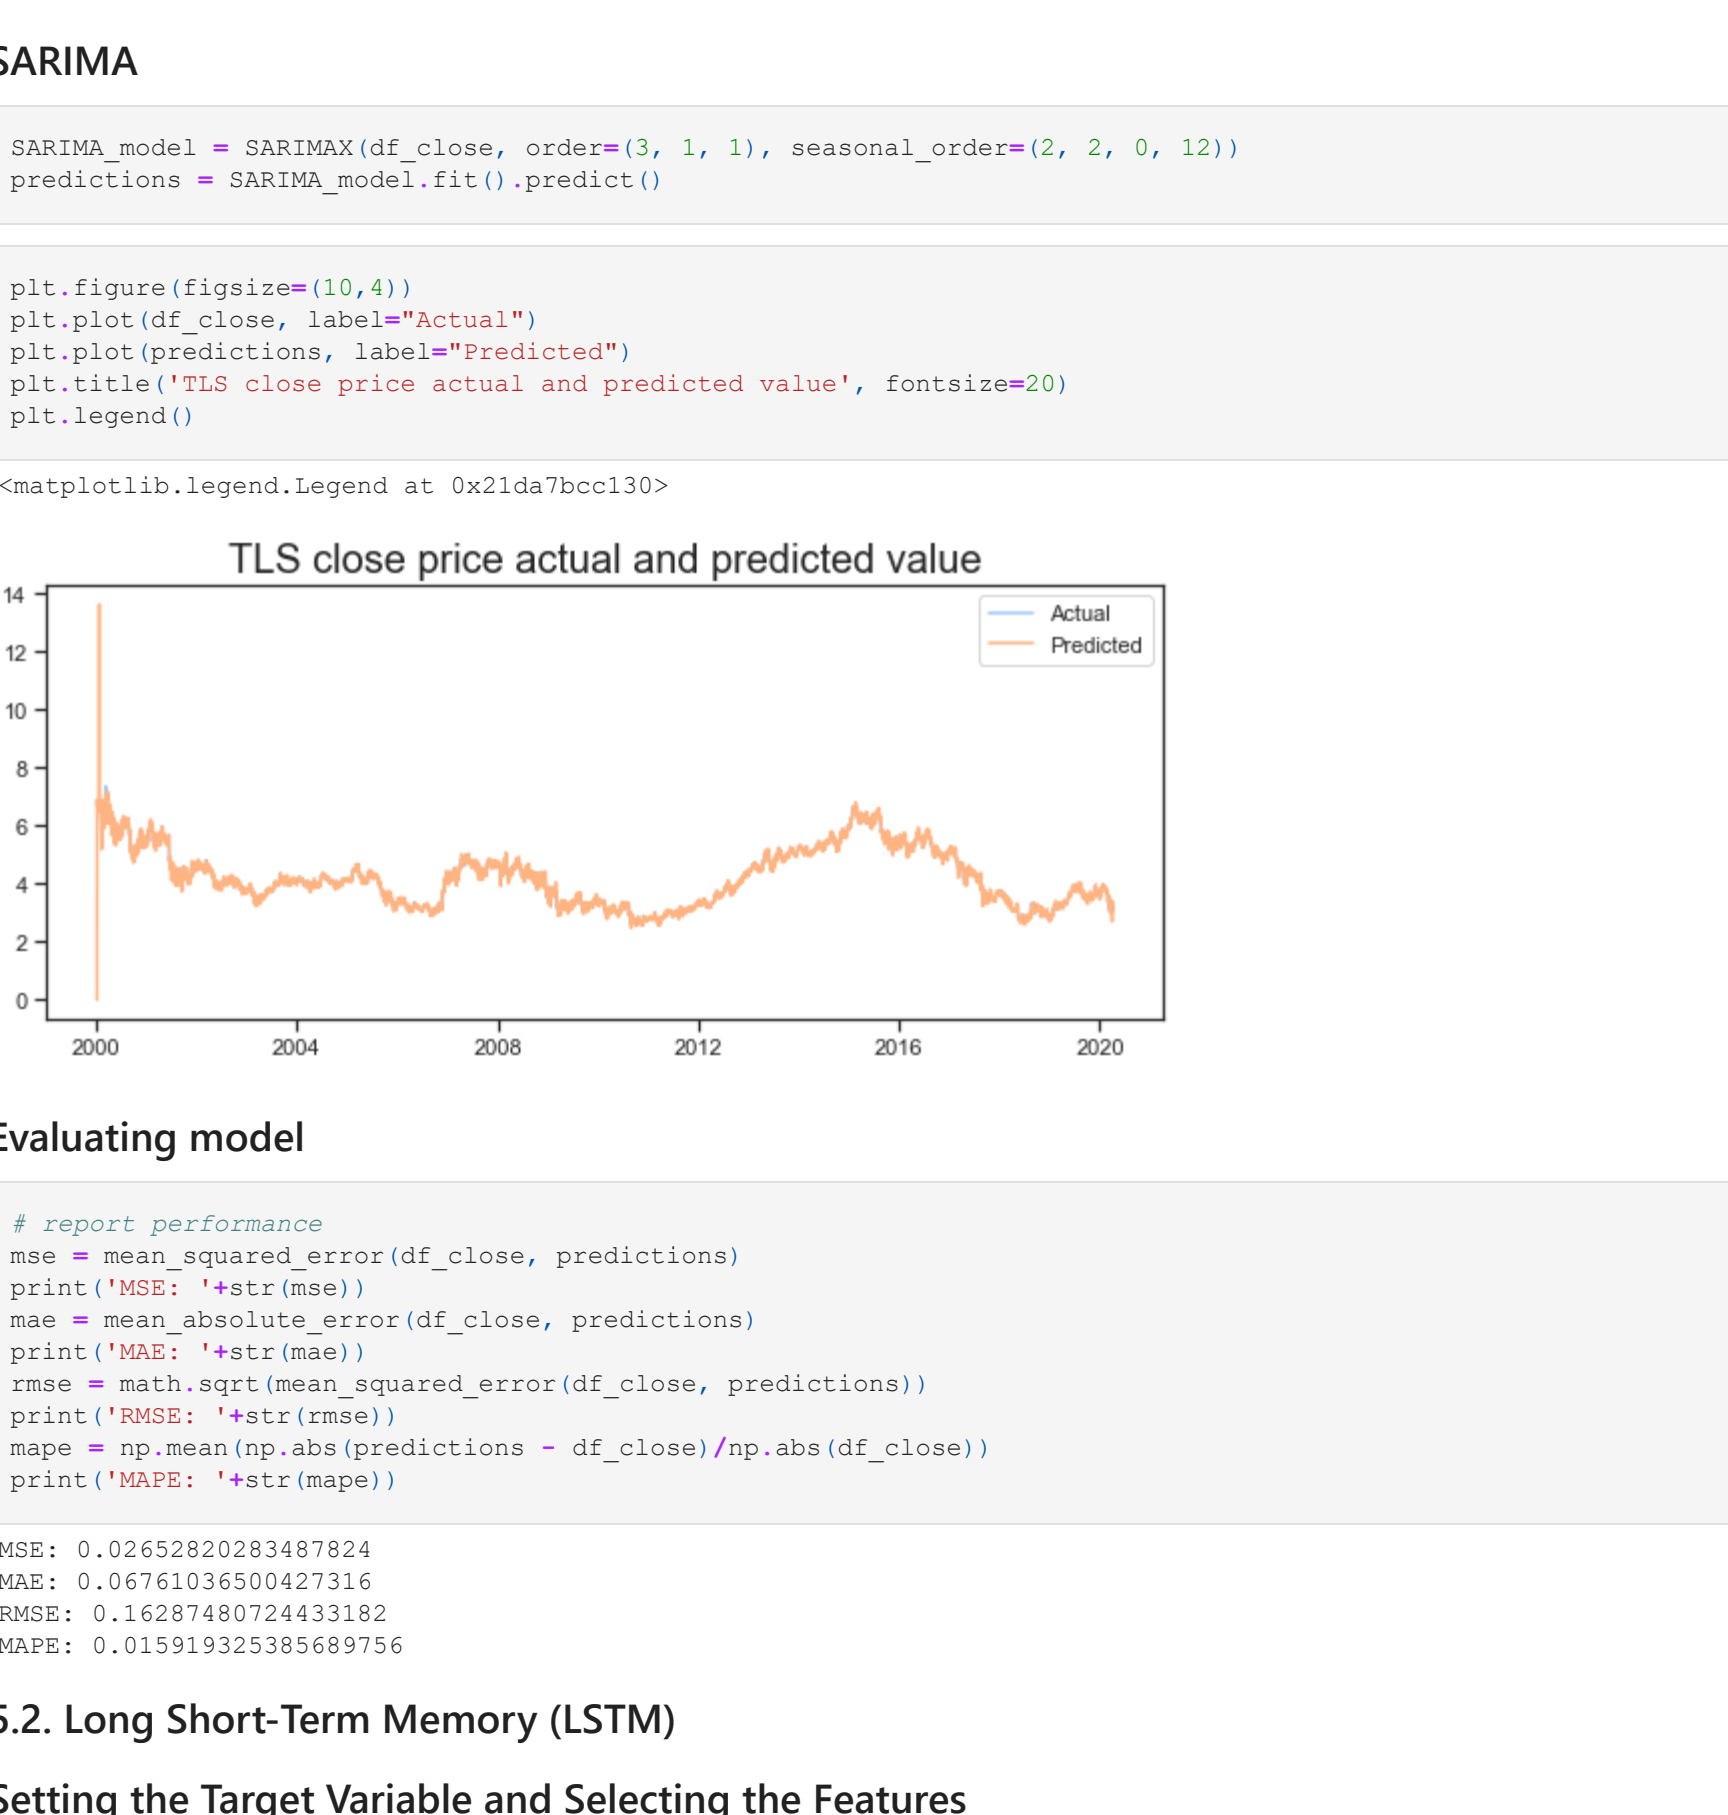 SARIMA
SARIMA_model = SARIMAX(df_close, order=(3, 1, 1), seasonal_order=(2, 2, 0, 12))
predictions = SARIMA_model.fit().predict()
plt.figure(figsize=(10,4))
plt.plot(df_close, label="Actual")
plt.plot(predictions, label="Predicted")
plt.title('TLS close price actual and predicted value', fontsize=20)
plt.legend()
<matplotlib.legend.Legend at 0x21da7bcc130>
TLS close price actual and predicted value
14
12
10
8
6
4
2
0
Actual
Predicted
2000 2004 2008 2012 2016 2020
Evaluating model
# report performance
mse = mean_squared_error(df_close, predictions)
print('MSE: '+str(mse))
mae = mean_absolute_error(df_close, predictions)
print('MAE: '+str(mae))
rmse = math.sqrt(mean_squared_error(df_close, predictions))
print('RMSE: '+str(rmse))
mape = np.mean(np.abs(predictions - df_close)/np.abs(df_close))
print('MAPE: '+str(mape))
MSE: 0.02652820283487824
MAE: 0.06761036500427316
RMSE: 0.16287480724433182
MAPE: 0.015919325385689756
5.2. Long Short-Term Memory (LSTM)
Setting the Target Variable and Selecting the Features